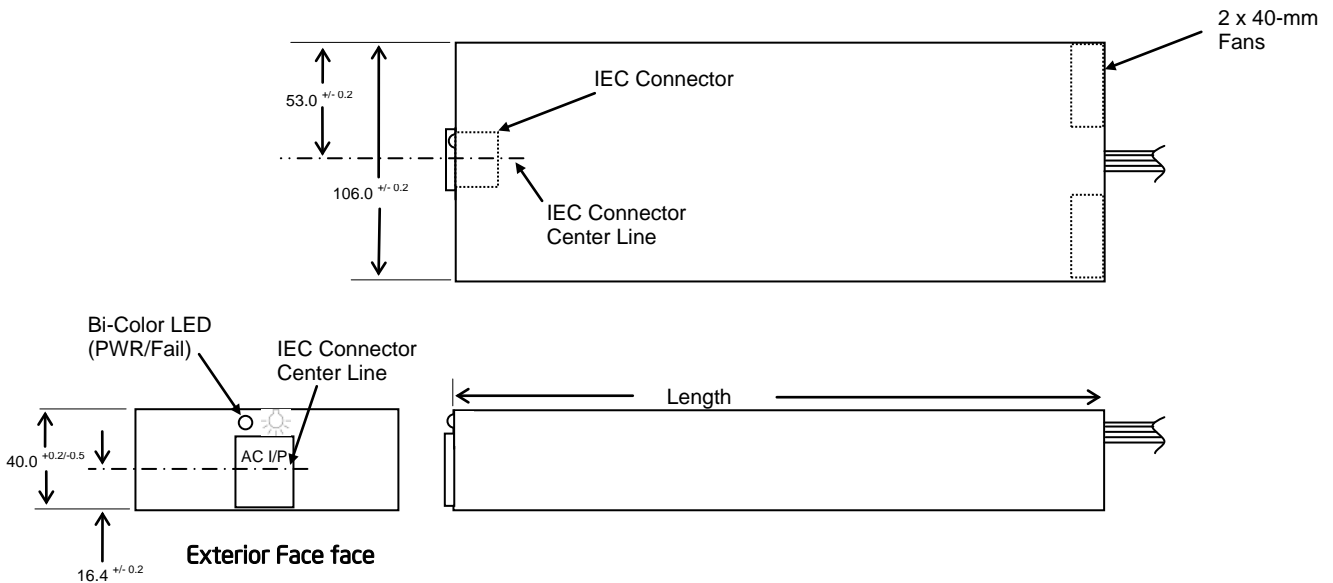 2 x 40-mm
Fans
IEC Connector
53.0 +/- 0.2
106.0 +/- 0.2
IEC Connector
Center Line
Bi-Color LED
(PWR/Fail)
IEC Connector
Center Line
Length
AC I/P
40.0 +0.2/-0.5
Exterior Face face
16.4 +/- 0.2